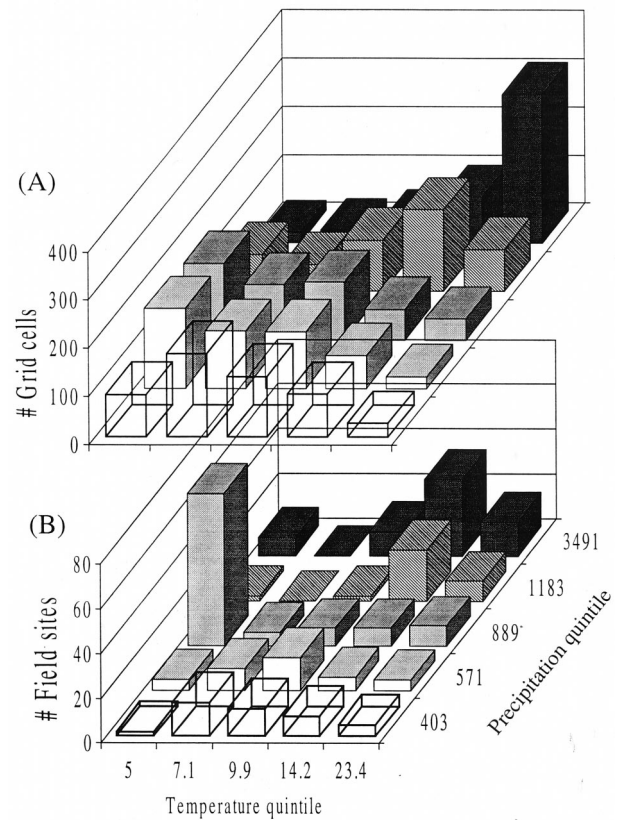 (A)
400
300
200
100
0
# Grid cells
(B)
80
60
40
20
0
# Field sites
3491
1183
889
571
403
Precipitation quintile
5 7.1 9.9 14.2 23.4
Temperature quintile